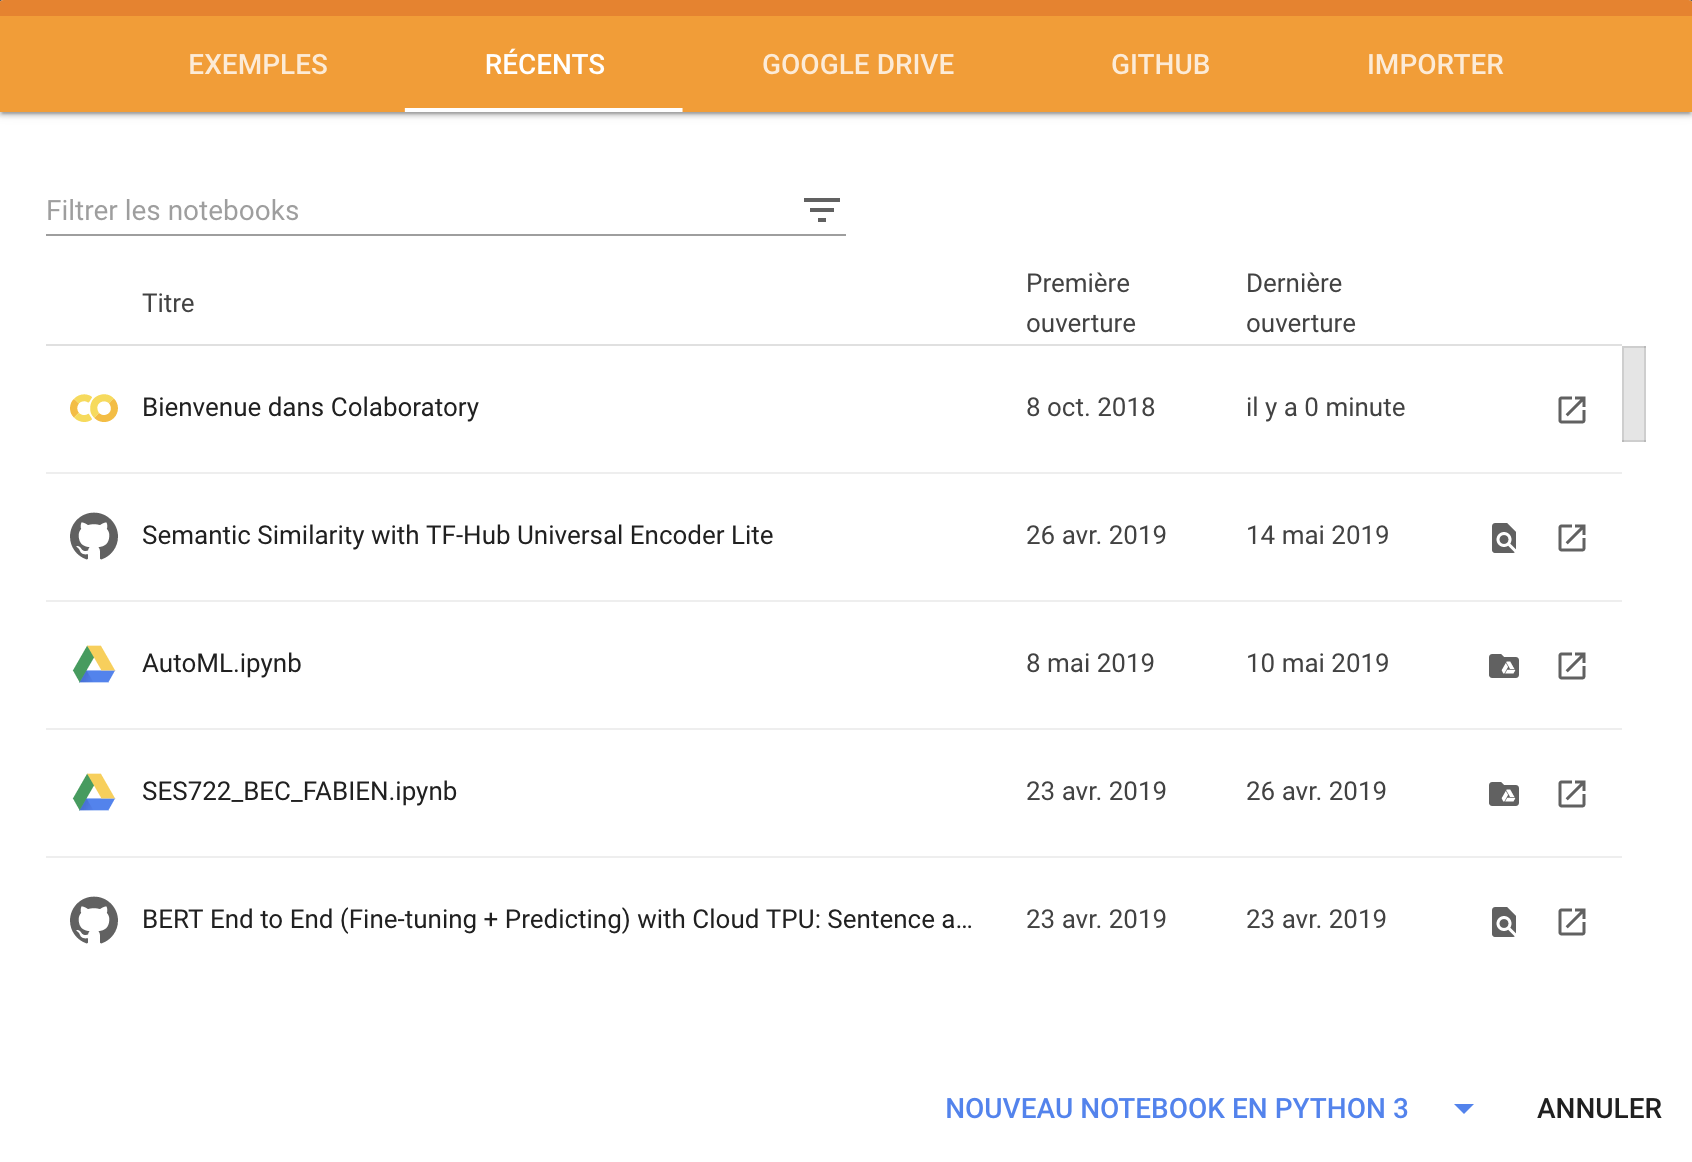 EXEMPLES RÉCENTS GOOGLE DRIVE GITHUB IMPORTER
Filtrer les notebooks
Titre Première ouverture Dernière ouverture
Bienvenue dans Colaboratory 8 oct. 2018 il y a 0 minute
Semantic Similarity with TF-Hub Universal Encoder Lite 26 avr. 2019 14 mai 2019
AutoML.ipynb 8 mai 2019 10 mai 2019
SES722_BEC_FABIEN.ipynb 23 avr. 2019 26 avr. 2019
BERT End to End (Fine-tuning + Predicting) with Cloud TPU: Sentence a... 23 avr. 2019 23 avr. 2019
NOUVEAU NOTEBOOK EN PYTHON 3 ANNULER